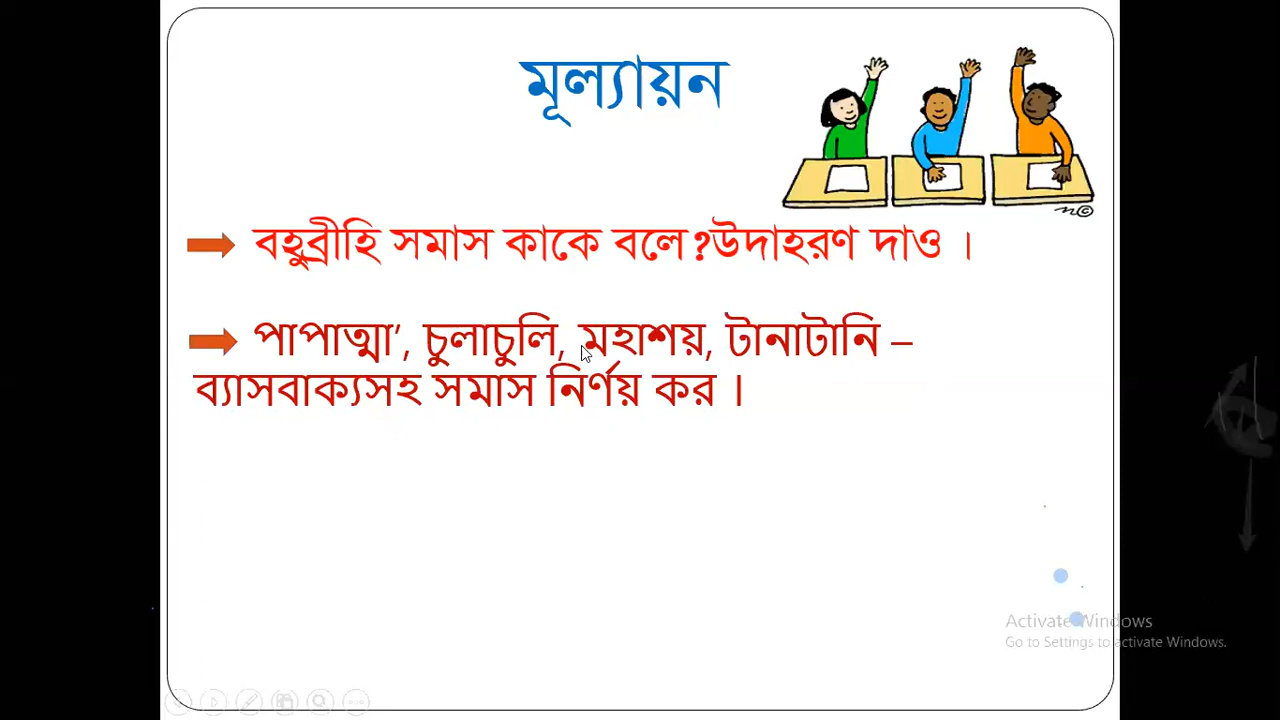 মূল্যায়ন
বহুব্রীহি সমাস কাকে বলে?উদাহরণ দাও ।
পাপাত্মা’, চুলাচুলি, মহাশয়, টানাটানি –
ব্যাসবাক্যসহ সমাস নির্ণয় কর ।
Activate Windows
Go to Settings to activate Windows.